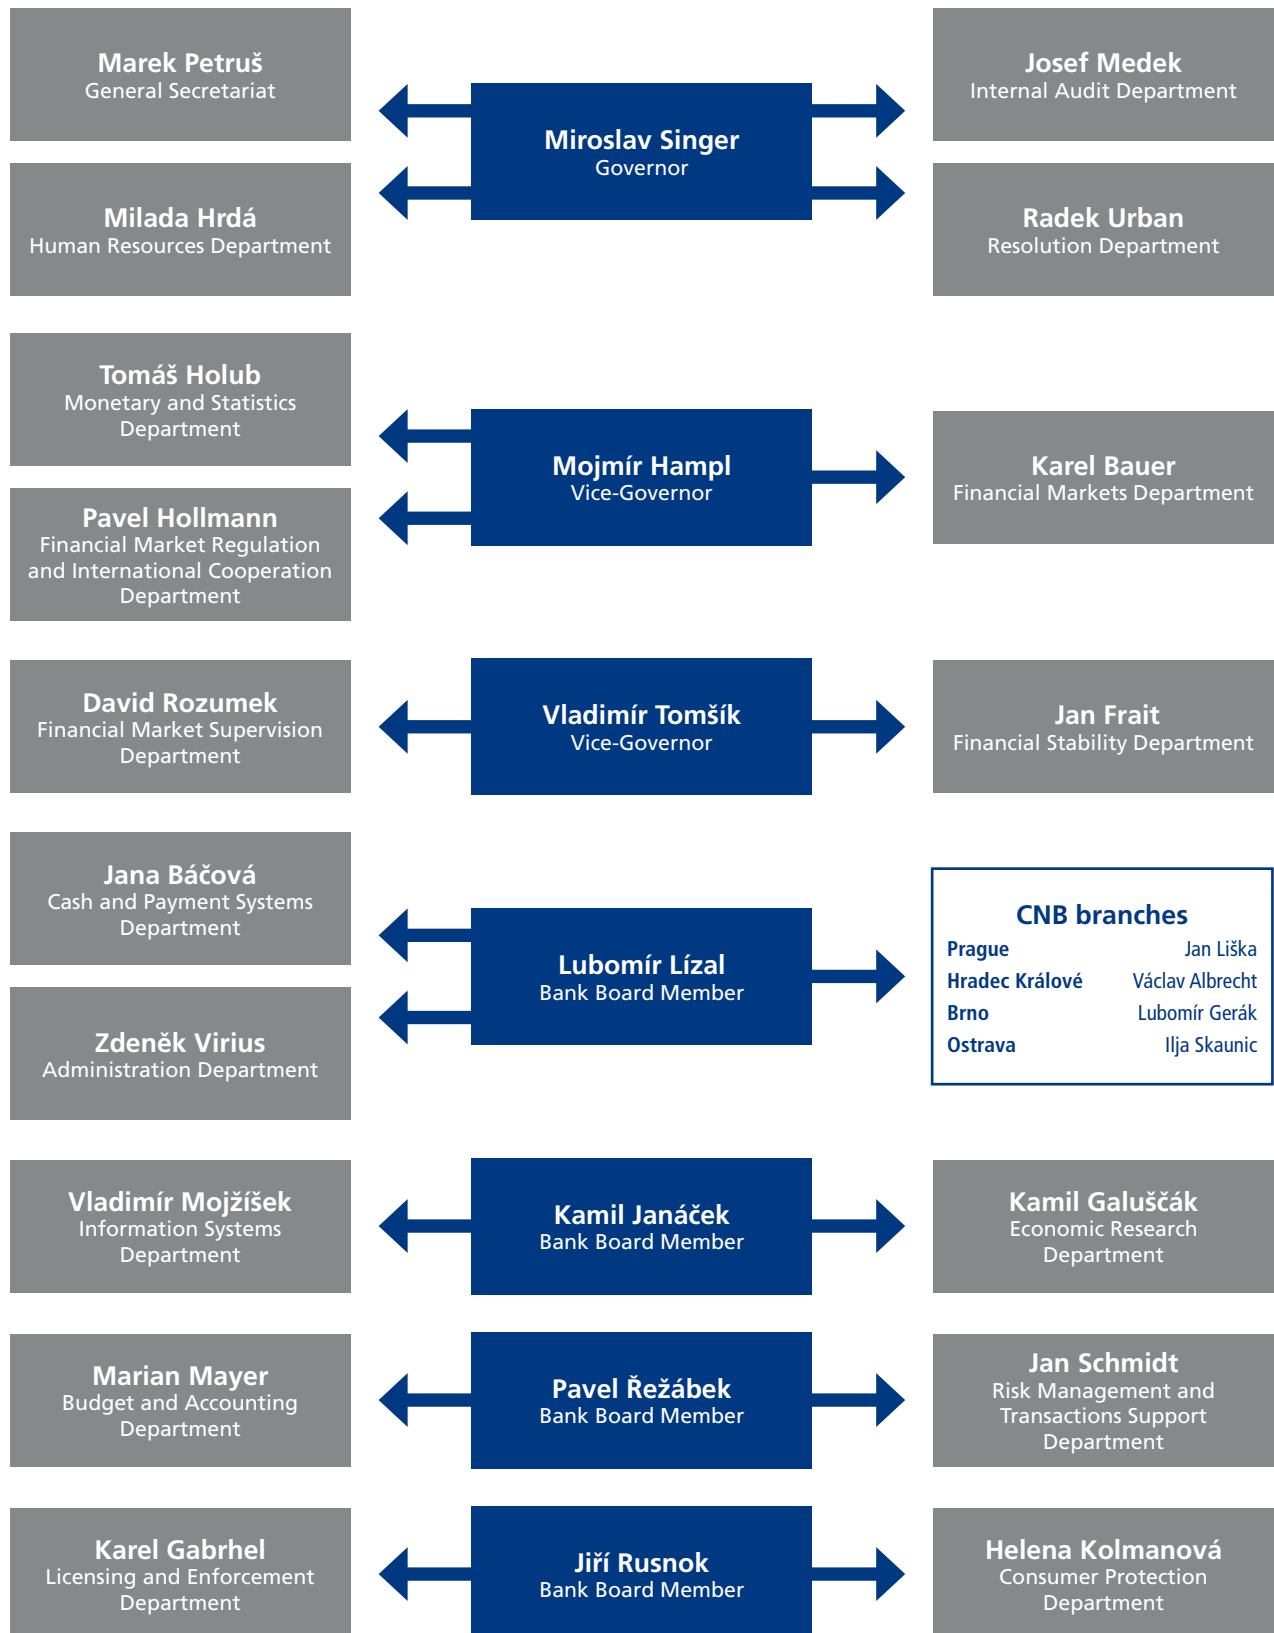 Marek Petruš
General Secretariat
Miroslav Singer
Governor
Josef Medek
Internal Audit Department
Milada Hrdá
Human Resources Department
Radek Urban
Resolution Department
Tomáš Holub
Monetary and Statistics
Department
Mojmír Hampl
Vice-Governor
Karel Bauer
Financial Markets Department
Pavel Hollmann
Financial Market Regulation
and International Cooperation
Department
David Rozumek
Financial Market Supervision
Department
Vladimír Tomšík
Vice-Governor
Jan Frait
Financial Stability Department
Jana Báčová
Cash and Payment Systems
Department
Lubomír Lízal
Bank Board Member
CNB branches
Prague Jan Liška
Hradec Králové Václav Albrecht
Brno Lubomír Gerák
Ostrava Ilja Skaunic
Zdeněk Virius
Administration Department
Vladimír Mojžíšek
Information Systems
Department
Kamil Janáček
Bank Board Member
Kamil Galuščák
Economic Research
Department
Marian Mayer
Budget and Accounting
Department
Pavel Řežábek
Bank Board Member
Jan Schmidt
Risk Management and
Transactions Support
Department
Karel Gabrhel
Licensing and Enforcement
Department
Jiří Rusnok
Bank Board Member
Helena Kolmanová
Consumer Protection
Department